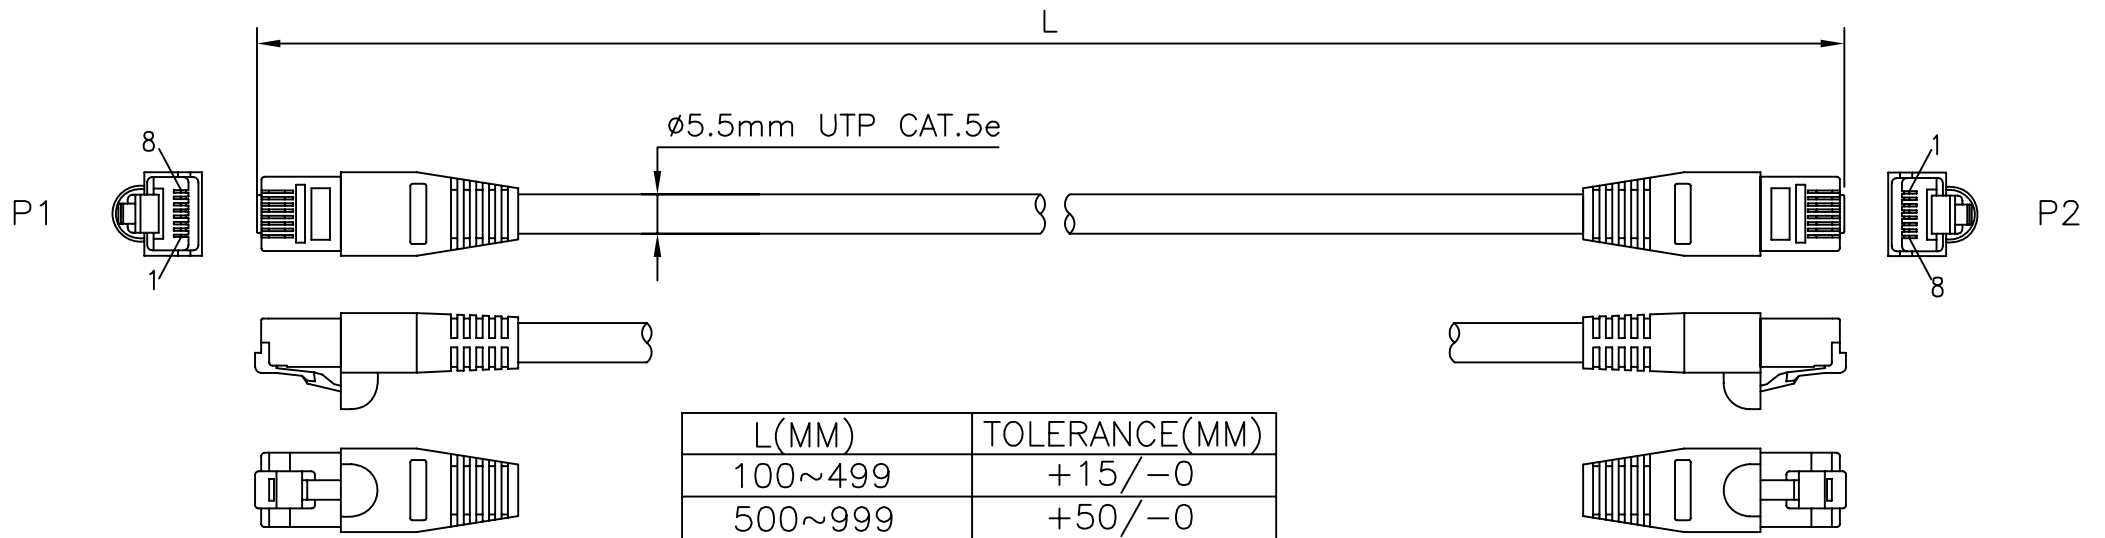 L
ø5.5mm UTP CAT.5e
8
1
P1
P2
1
8
L(MM) TOLERANCE(MM)
100~499 +15/-0
500~999 +50/-0